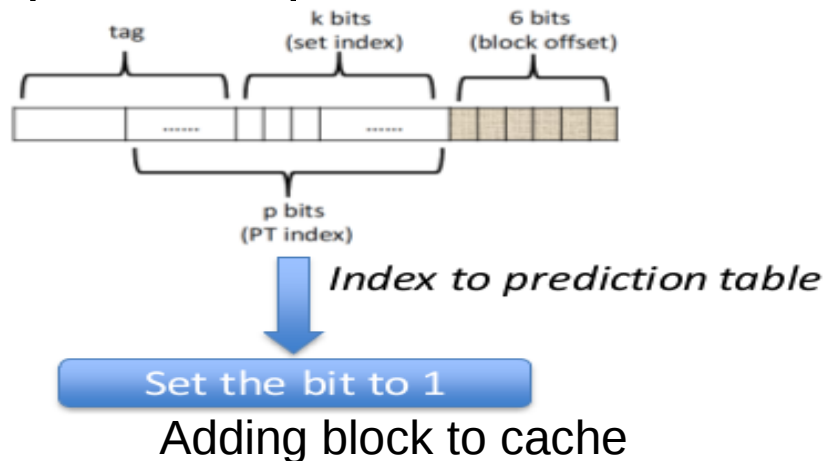 tag
k bits
(set index)
6 bits
(block offset)
......
......
p bits
(PT index)
Index to prediction table
Set the bit to 1
Adding block to cache